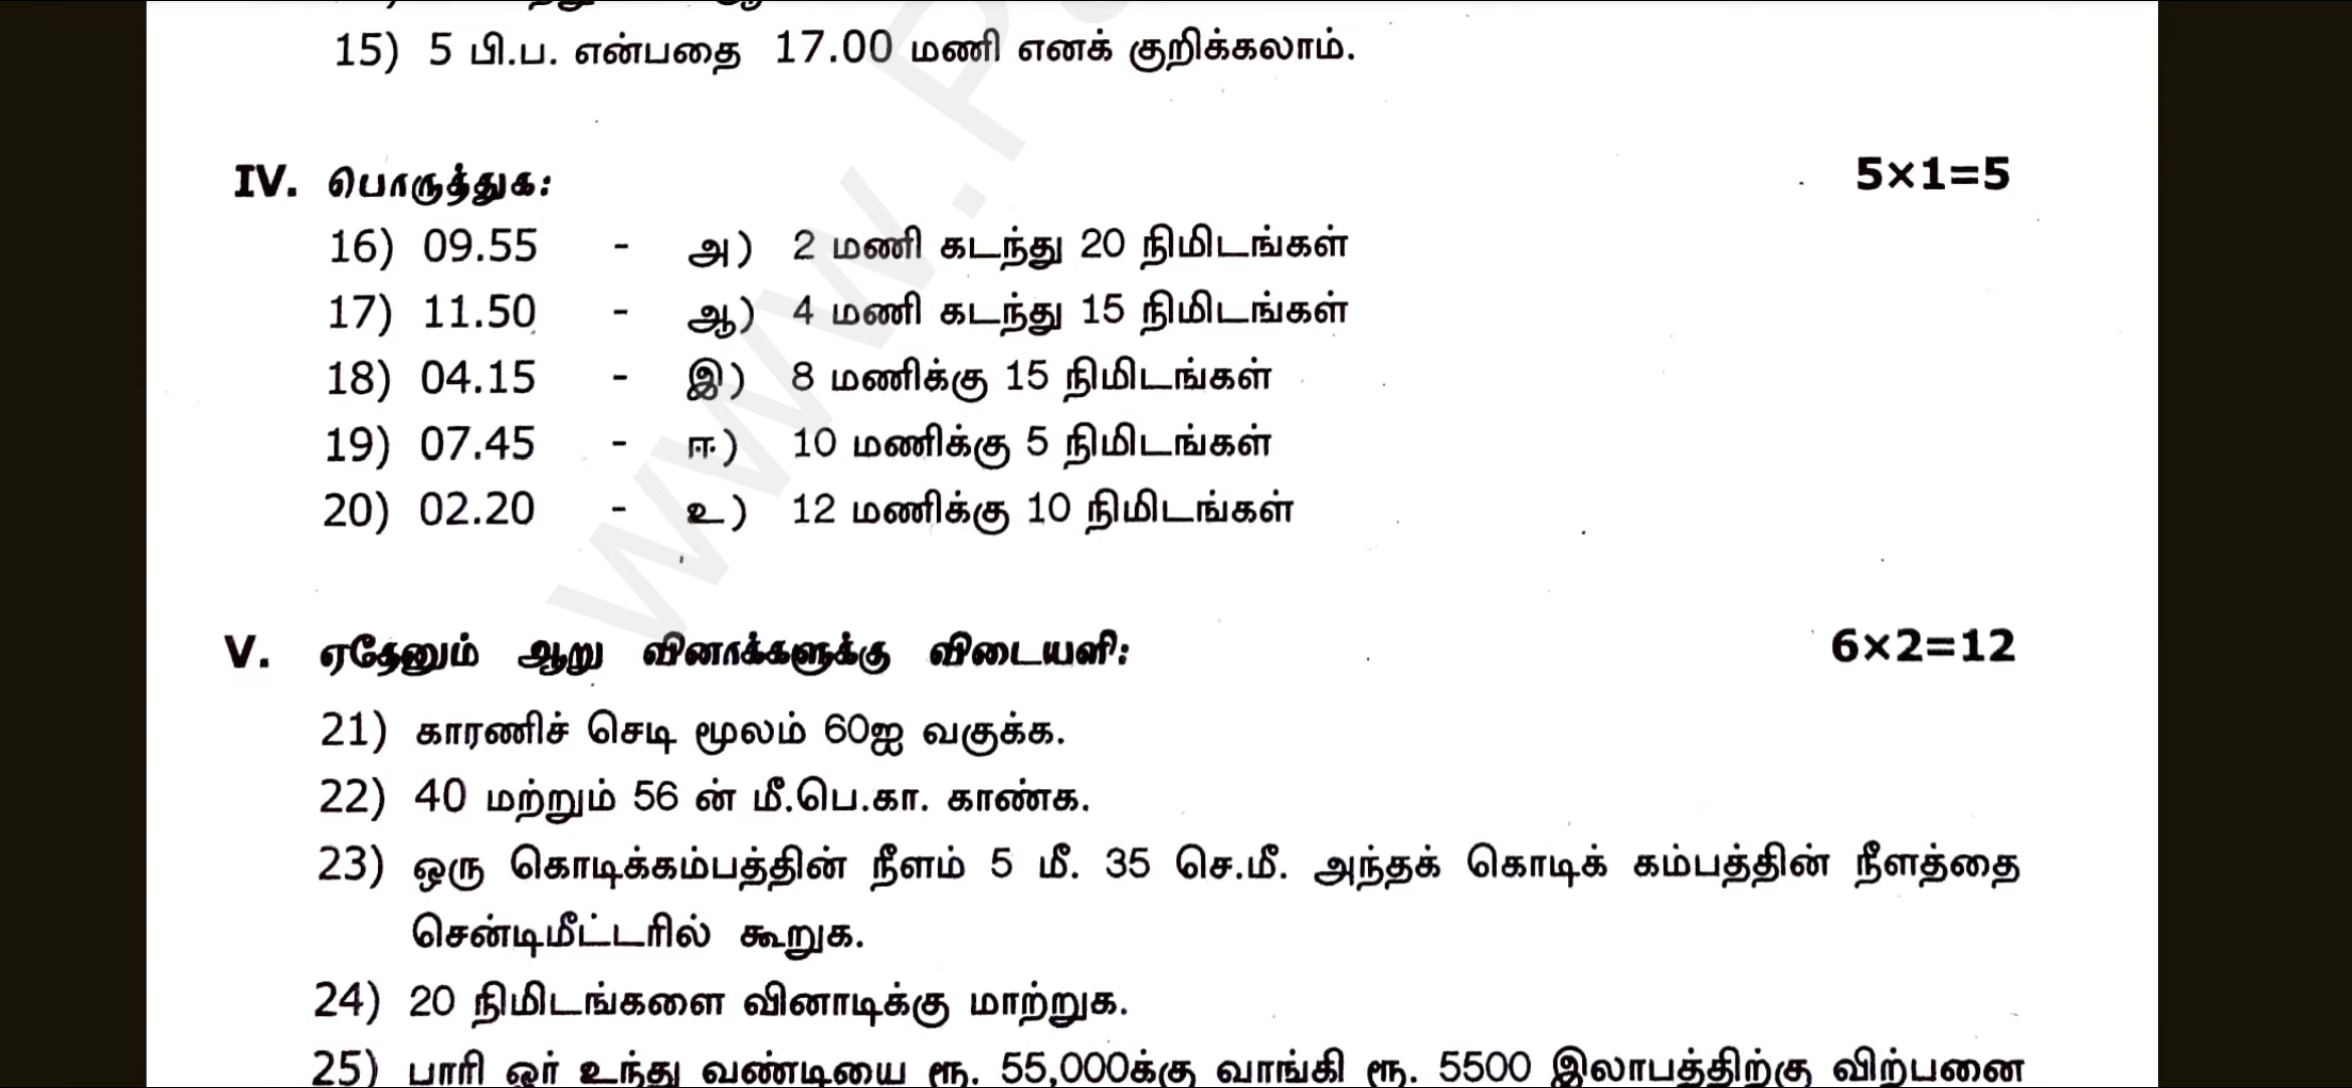 15) 5 பி.ப. என்பதை 17.00 மணி எனக் குறிக்கலாம்.
IV. பொருத்துக: 5×1=5
16) 09.55 - அ) 2 மணி கடந்து 20 நிமிடங்கள்
17) 11.50 - ஆ) 4 மணி கடந்து 15 நிமிடங்கள்
18) 04.15 - இ) 8 மணிக்கு 15 நிமிடங்கள்
19) 07.45 - ஈ) 10 மணிக்கு 5 நிமிடங்கள்
20) 02.20 - உ) 12 மணிக்கு 10 நிமிடங்கள்
V. ஏதேனும் ஆறு வினாக்களுக்கு விடையளி: 6×2=12
21) காரணிச் செடி மூலம் 60ஐ வகுக்க.
22) 40 மற்றும் 56 ன் மீ.பெ.கா. காண்க.
23) ஒரு கொடிக்கம்பத்தின் நீளம் 5 மீ. 35 செ.மீ. அந்தக் கொடிக் கம்பத்தின் நீளத்தை
சென்டிமீட்டரில் கூறுக.
24) 20 நிமிடங்களை வினாடிக்கு மாற்றுக.
25) பாரி ஓர் உந்து வண்டியை ரூ. 55,000க்கு வாங்கி ரூ. 5500 இலாபத்திற்கு விற்பனை
www.P